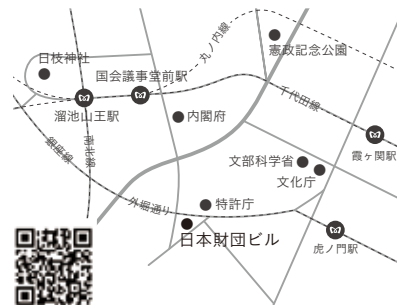 憲政記念公園
丸ノ内線
日枝神社
国会議事堂前駅
千代田線
溜池山王駅
内閣府
霞ヶ関駅
銀座線
南北線
文部科学省
文化庁
外堀通り
特許庁
日本財団ビル
虎ノ門駅